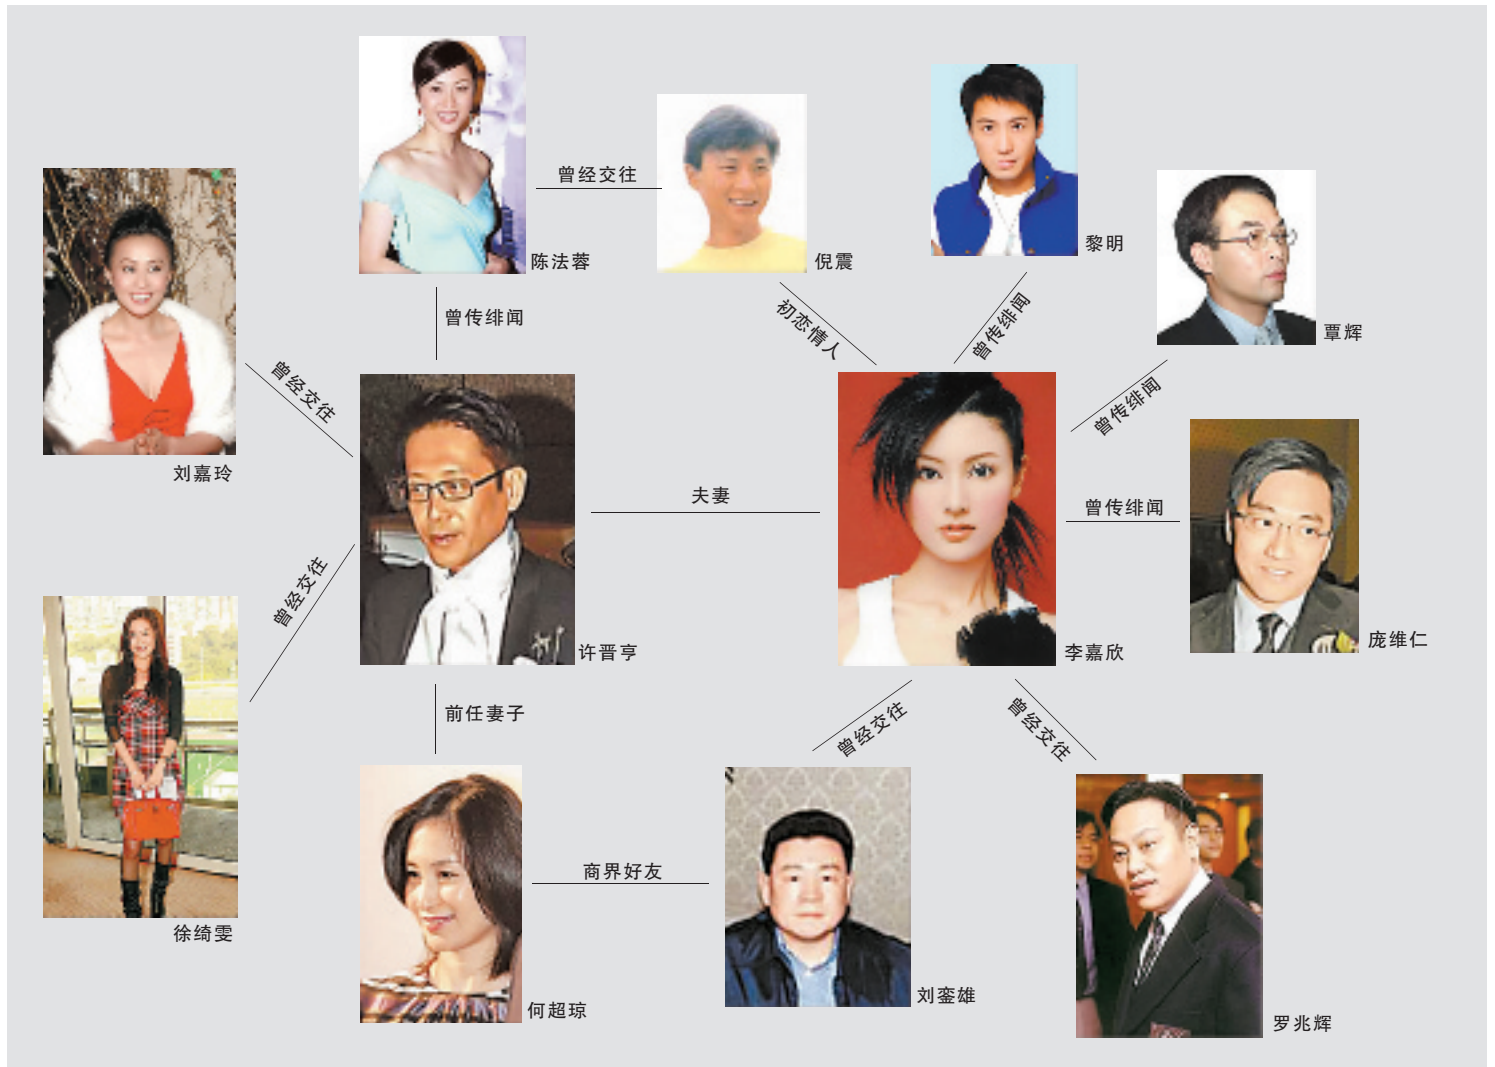 曾经交往
陈法蓉
倪震
黎明
覃辉
曾传绯闻
初恋情人
曾传绯闻
曾传绯闻
曾经交往
刘嘉玲
夫妻
曾传绯闻
曾经交往
许晋亨
李嘉欣
庞维仁
前任妻子
曾经交往
曾经交往
徐绮雯
商界好友
何超琼
刘銮雄
罗兆辉